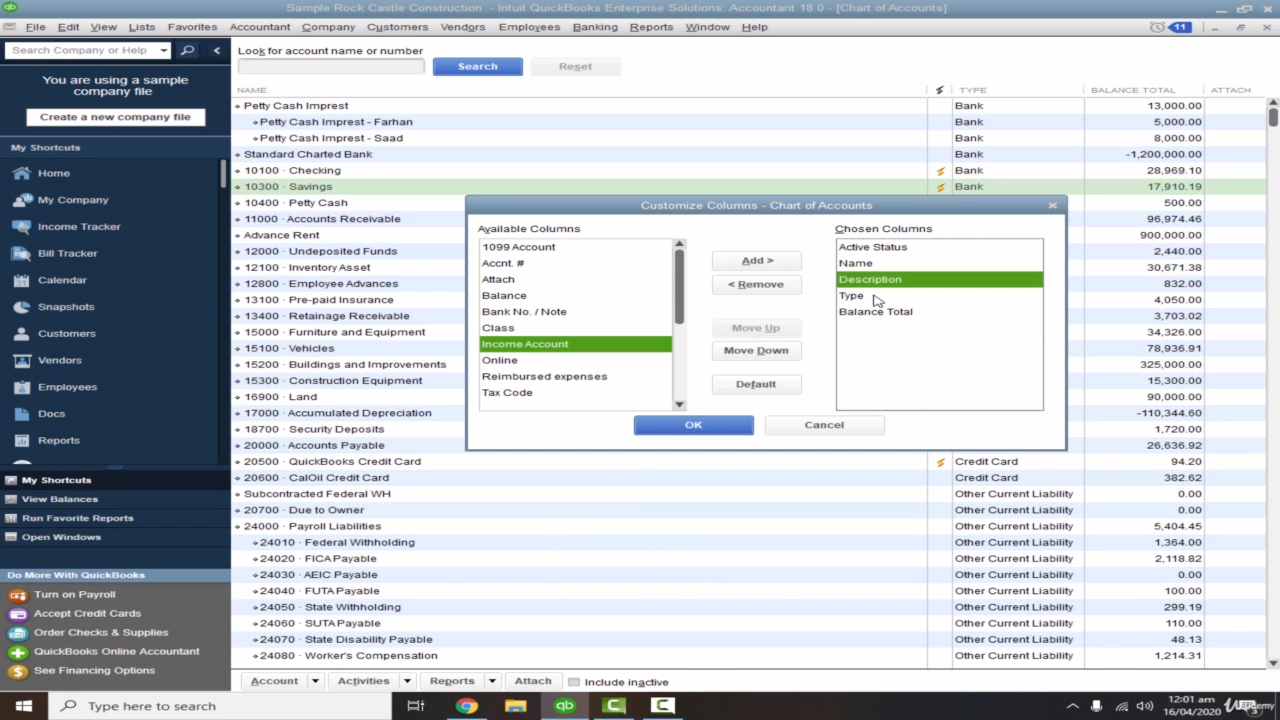 Sample Rock Castle Construction - Intuit QuickBooks Enterprise Solutions: Accountant 18.0 - [Chart of Accounts]
File Edit View Lists Favorites Accountant Company Customers Vendors Employees Banking Reports Window Help 11
Search Company or Help
You are using a sample
company file
Create a new company file
My Shortcuts
Home
My Company
Income Tracker
Bill Tracker
Calendar
Snapshots
Customers
Vendors
Employees
Docs
Reports
My Shortcuts
View Balances
Run Favorite Reports
Open Windows
Do More With QuickBooks
Turn on Payroll
Accept Credit Cards
Order Checks & Supplies
QuickBooks Online Accountant
See Financing Options
Look for account name or number
Search Reset
NAME TYPE BALANCE TOTAL ATTACH
Petty Cash Imprest Bank 13,000.00
Petty Cash Imprest - Farhan Bank 5,000.00
Petty Cash Imprest - Saad Bank 8,000.00
Standard Charted Bank Bank -1,200,000.00
10100 · Checking Bank 28,969.10
10300 · Savings Bank 17,910.19
10400 · Petty Cash 500.00
11000 · Accounts Receivable 96,974.46
Advance Rent 900,000.00
12000 · Undeposited Funds 2,440.00
12100 · Inventory Asset 30,671.38
12800 · Employee Advances 832.00
13100 · Pre-paid Insurance 4,050.00
13400 · Retainage Receivable 3,703.02
15000 · Furniture and Equipment 34,326.00
15100 · Vehicles 78,936.91
15200 · Buildings and Improvements 325,000.00
15300 · Construction Equipment 15,300.00
16900 · Land 90,000.00
17000 · Accumulated Depreciation -110,344.60
18700 · Security Deposits 1,720.00
20000 · Accounts Payable 26,636.92
20500 · QuickBooks Credit Card Credit Card 94.20
20600 · CalOil Credit Card Credit Card 382.62
Subcontracted Federal WH Other Current Liability 0.00
20700 · Due to Owner Other Current Liability 0.00
24000 · Payroll Liabilities Other Current Liability 5,404.45
24010 · Federal Withholding Other Current Liability 1,364.00
24020 · FICA Payable Other Current Liability 2,118.82
24030 · AEIC Payable Other Current Liability 0.00
24040 · FUTA Payable Other Current Liability 100.00
24050 · State Withholding Other Current Liability 299.19
24060 · SUTA Payable Other Current Liability 110.00
24070 · State Disability Payable Other Current Liability 48.13
24080 · Worker's Compensation Other Current Liability 1,214.31
Customize Columns - Chart of Accounts
Available Columns
1099 Account
Accnt. #
Attach
Balance
Bank No. / Note
Class
Income Account
Online
Reimbursed expenses
Tax Code
Add >
< Remove
Move Up
Move Down
Default
Chosen Columns
Active Status
Name
Description
Type
Balance Total
OK Cancel
Account Activities Reports Attach Include inactive
Type here to search
12:01 am
16/04/2020
Udemy